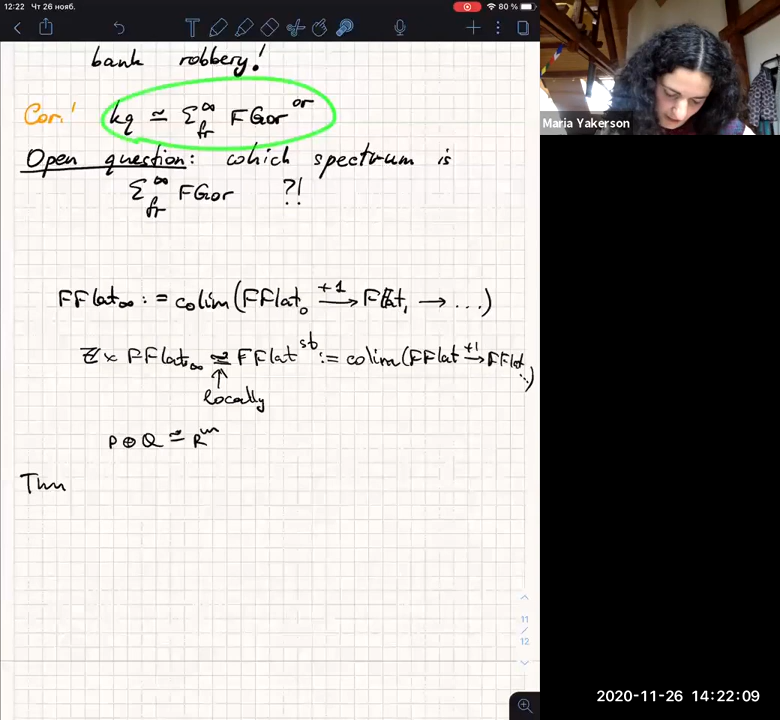 12:22 Чт 26 нояб. 80 %
bank robbery!
Cor.' kq ≃ Σ^∞_fr FGor^or
Open question: which spectrum is
Σ^∞_fr FGor ?!
FFlat_∞ := colim (FFlat_0 →^{+1} FFlat_1 → ...)
ℤ × FFlat_∞ ≃ FFlat^st := colim (FFlat →^{+1} FFlat ...)
↑
locally
P ⊕ Q ≃ R^m
Thm
11
/
12
Maria Yakerson
2020-11-26 14:22:09